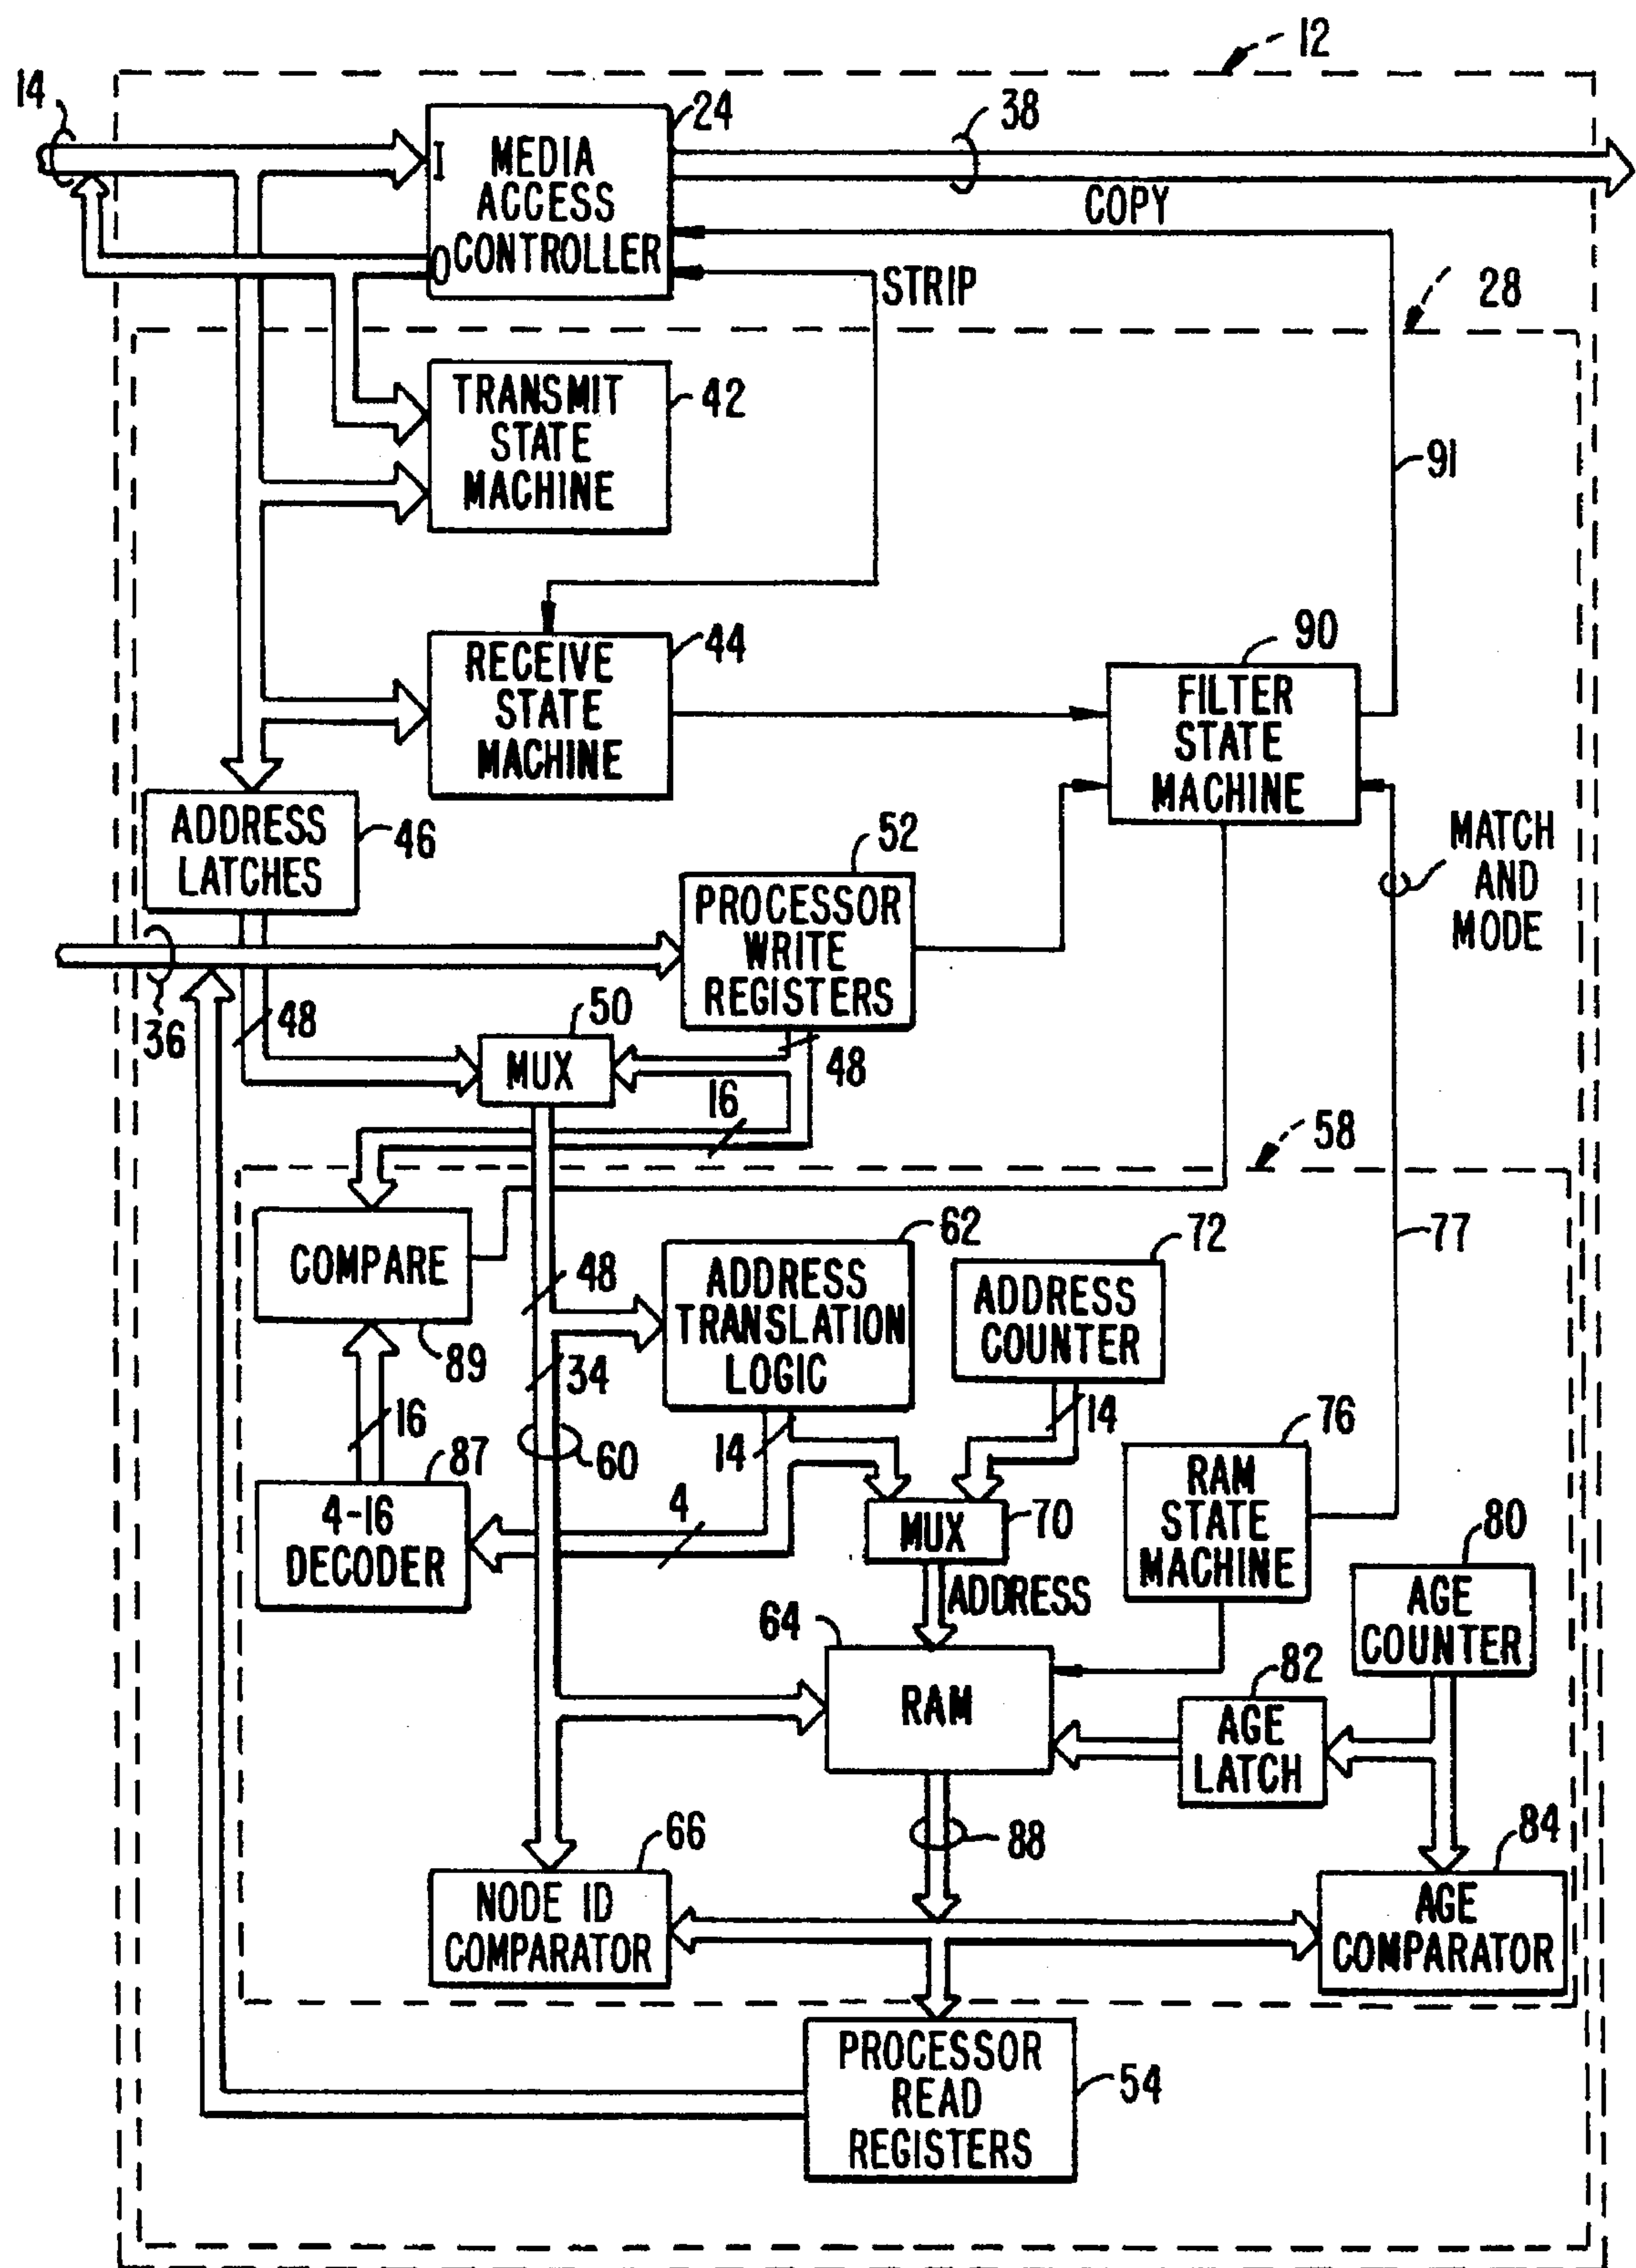 12
14
24
38
I
MEDIA
ACCESS
CONTROLLER
O
COPY
STRIP
28
TRANSMIT
STATE
MACHINE
42
91
RECEIVE
STATE
MACHINE
44
90
FILTER
STATE
MACHINE
ADDRESS
LATCHES
46
MATCH
AND
MODE
52
PROCESSOR
WRITE
REGISTERS
36
48
50
MUX
48
16
58
COMPARE
89
48
62
ADDRESS
TRANSLATION
LOGIC
72
ADDRESS
COUNTER
77
34
16
60
14
14
76
RAM
STATE
MACHINE
87
4-16
DECODER
4
MUX
70
ADDRESS
80
AGE
COUNTER
64
RAM
82
AGE
LATCH
66
NODE ID
COMPARATOR
88
84
AGE
COMPARATOR
PROCESSOR
READ
REGISTERS
54